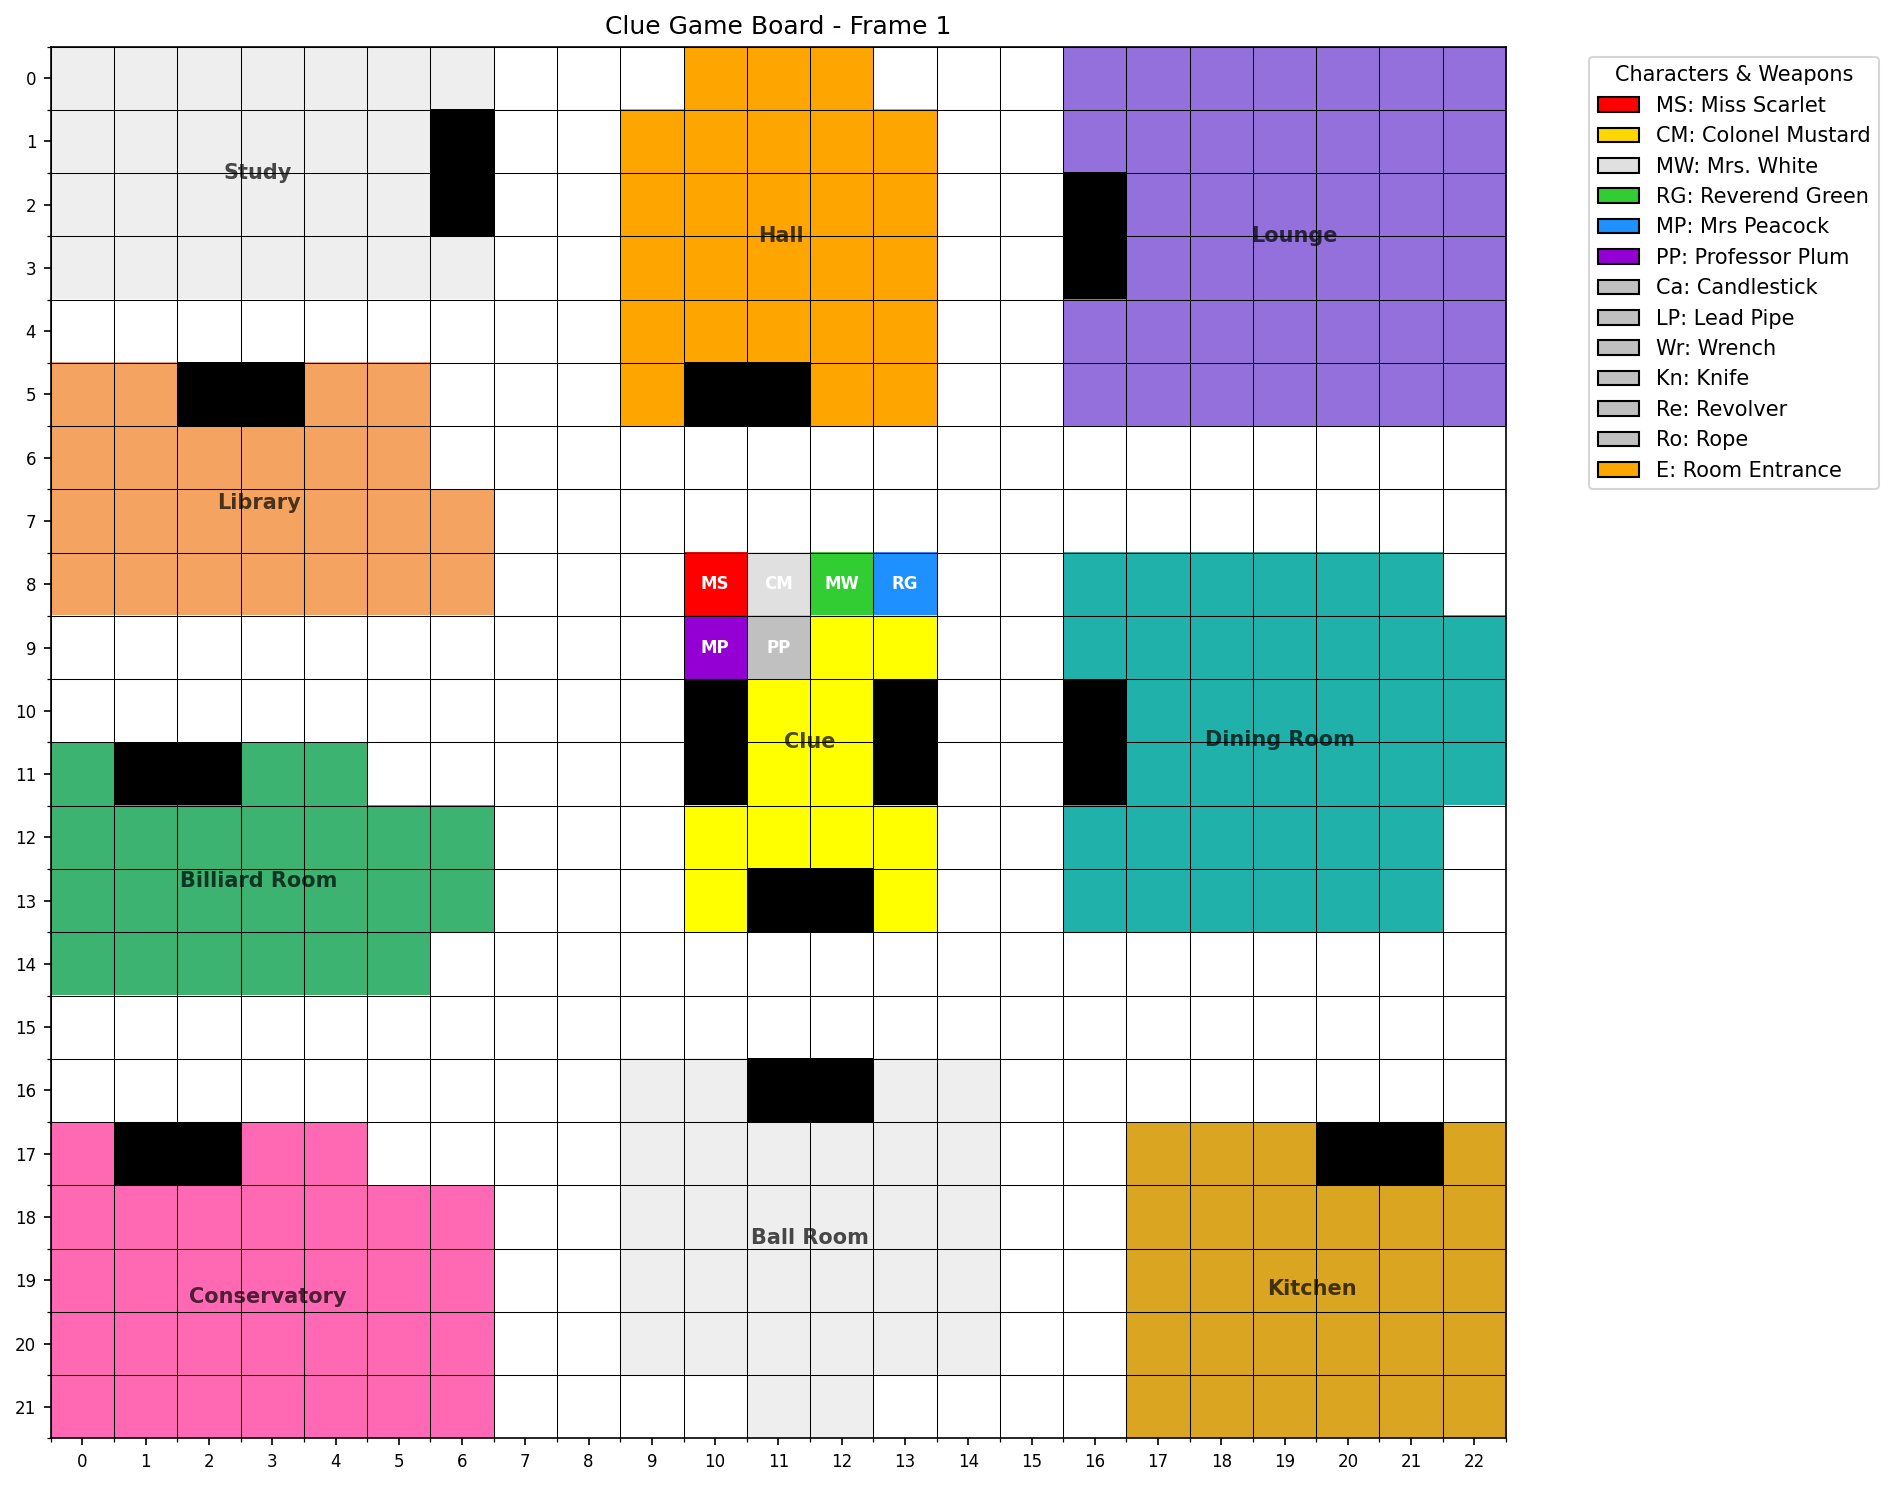 Clue Game Board - Frame 1
Characters & Weapons
MS: Miss Scarlet
CM: Colonel Mustard
MW: Mrs. White
RG: Reverend Green
MP: Mrs Peacock
PP: Professor Plum
Ca: Candlestick
LP: Lead Pipe
Wr: Wrench
Kn: Knife
Re: Revolver
Ro: Rope
E: Room Entrance
0
1
2
3
4
5
6
7
8
9
10
11
12
13
14
15
16
17
18
19
20
21
Study
Hall
Lounge
Library
MS CM MW RG
MP PP
Clue
Dining Room
Billiard Room
Ball Room
Kitchen
Conservatory
0 1 2 3 4 5 6 7 8 9 10 11 12 13 14 15 16 17 18 19 20 21 22